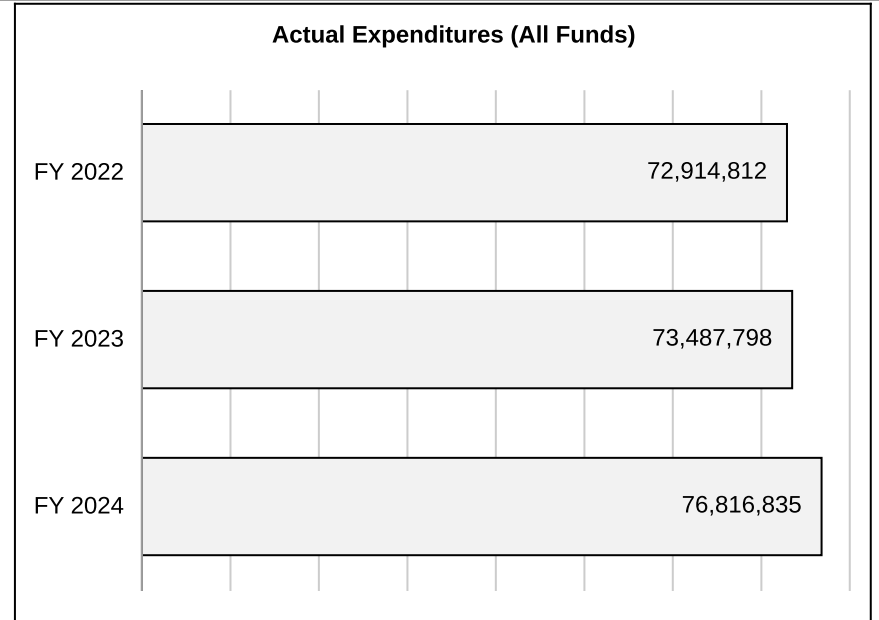 Actual Expenditures (All Funds)
FY 2022 72,914,812
FY 2023 73,487,798
FY 2024 76,816,835